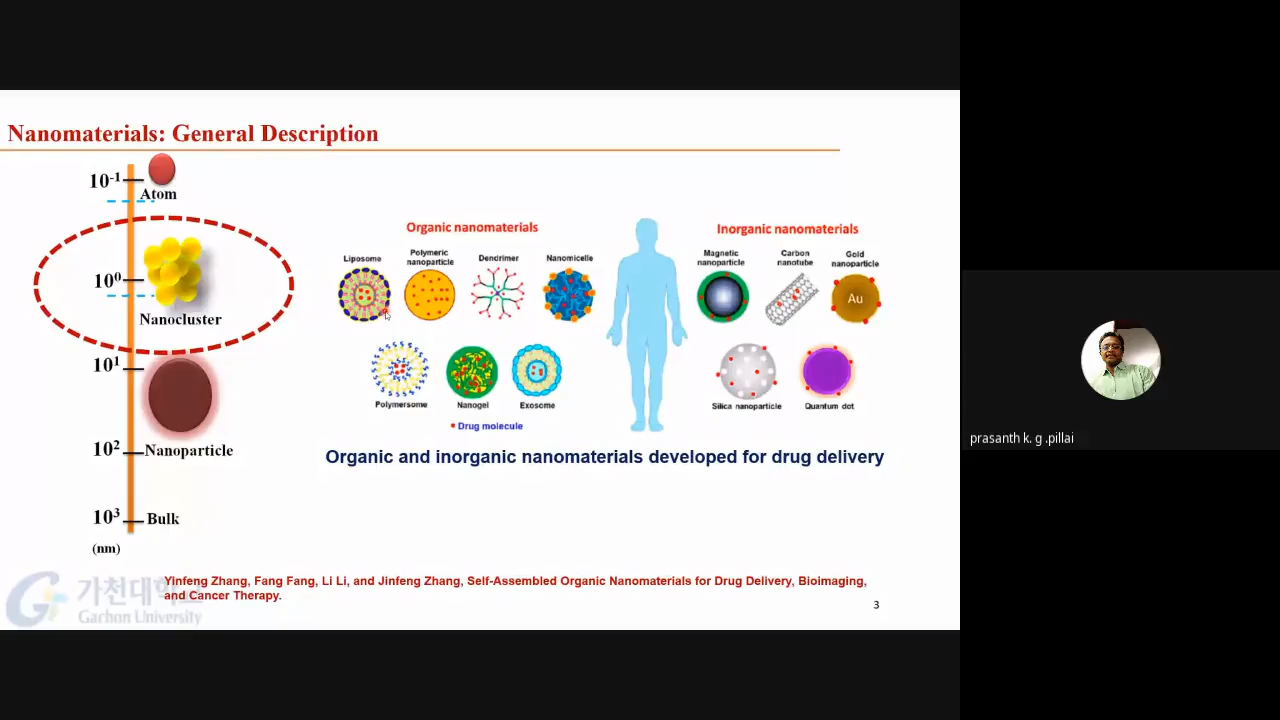 Nanomaterials: General Description
10-1
Atom
100
Nanocluster
101
102
Nanoparticle
103
Bulk
(nm)
Organic nanomaterials
Liposome
Polymeric
nanoparticle
Dendrimer
Nanomicelle
Polymersome
Nanogel
Exosome
Drug molecule
Inorganic nanomaterials
Magnetic
nanoparticle
Carbon
nanotube
Gold
nanoparticle
Au
Silica nanoparticle
Quantum dot
Organic and inorganic nanomaterials developed for drug delivery
Yinfeng Zhang, Fang Fang, Li Li, and Jinfeng Zhang, Self-Assembled Organic Nanomaterials for Drug Delivery, Bioimaging,
and Cancer Therapy.
가천대학교
Gachon University
3
prasanth k. g .pillai